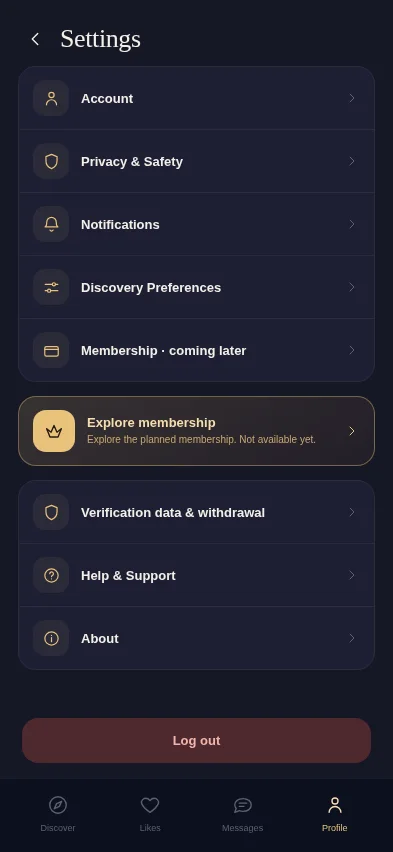 Settings
Account
Privacy & Safety
Notifications
Discovery Preferences
Membership · coming later
Explore membership
Explore the planned membership. Not available yet.
Verification data & withdrawal
Help & Support
About
Log out
Discover
Likes
Messages
Profile